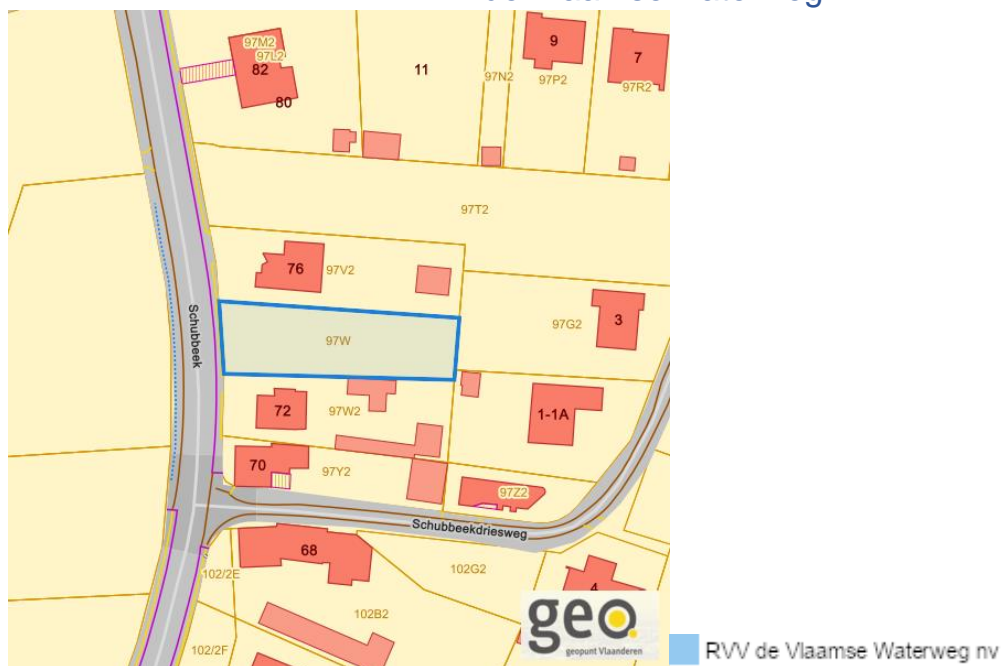 97M2
97L2
82
80
11
97N2
9
97P2
7
97R2
97T2
76
97V2
Schubbeek
97W
97G2
3
72
97W2
1-1A
70
97Y2
97Z2
Schubbeekdriesweg
68
102/2E
102G2
4
102B2
102/2F
geo
geopunt Vlaanderen
RVV de Vlaamse Waterweg nv